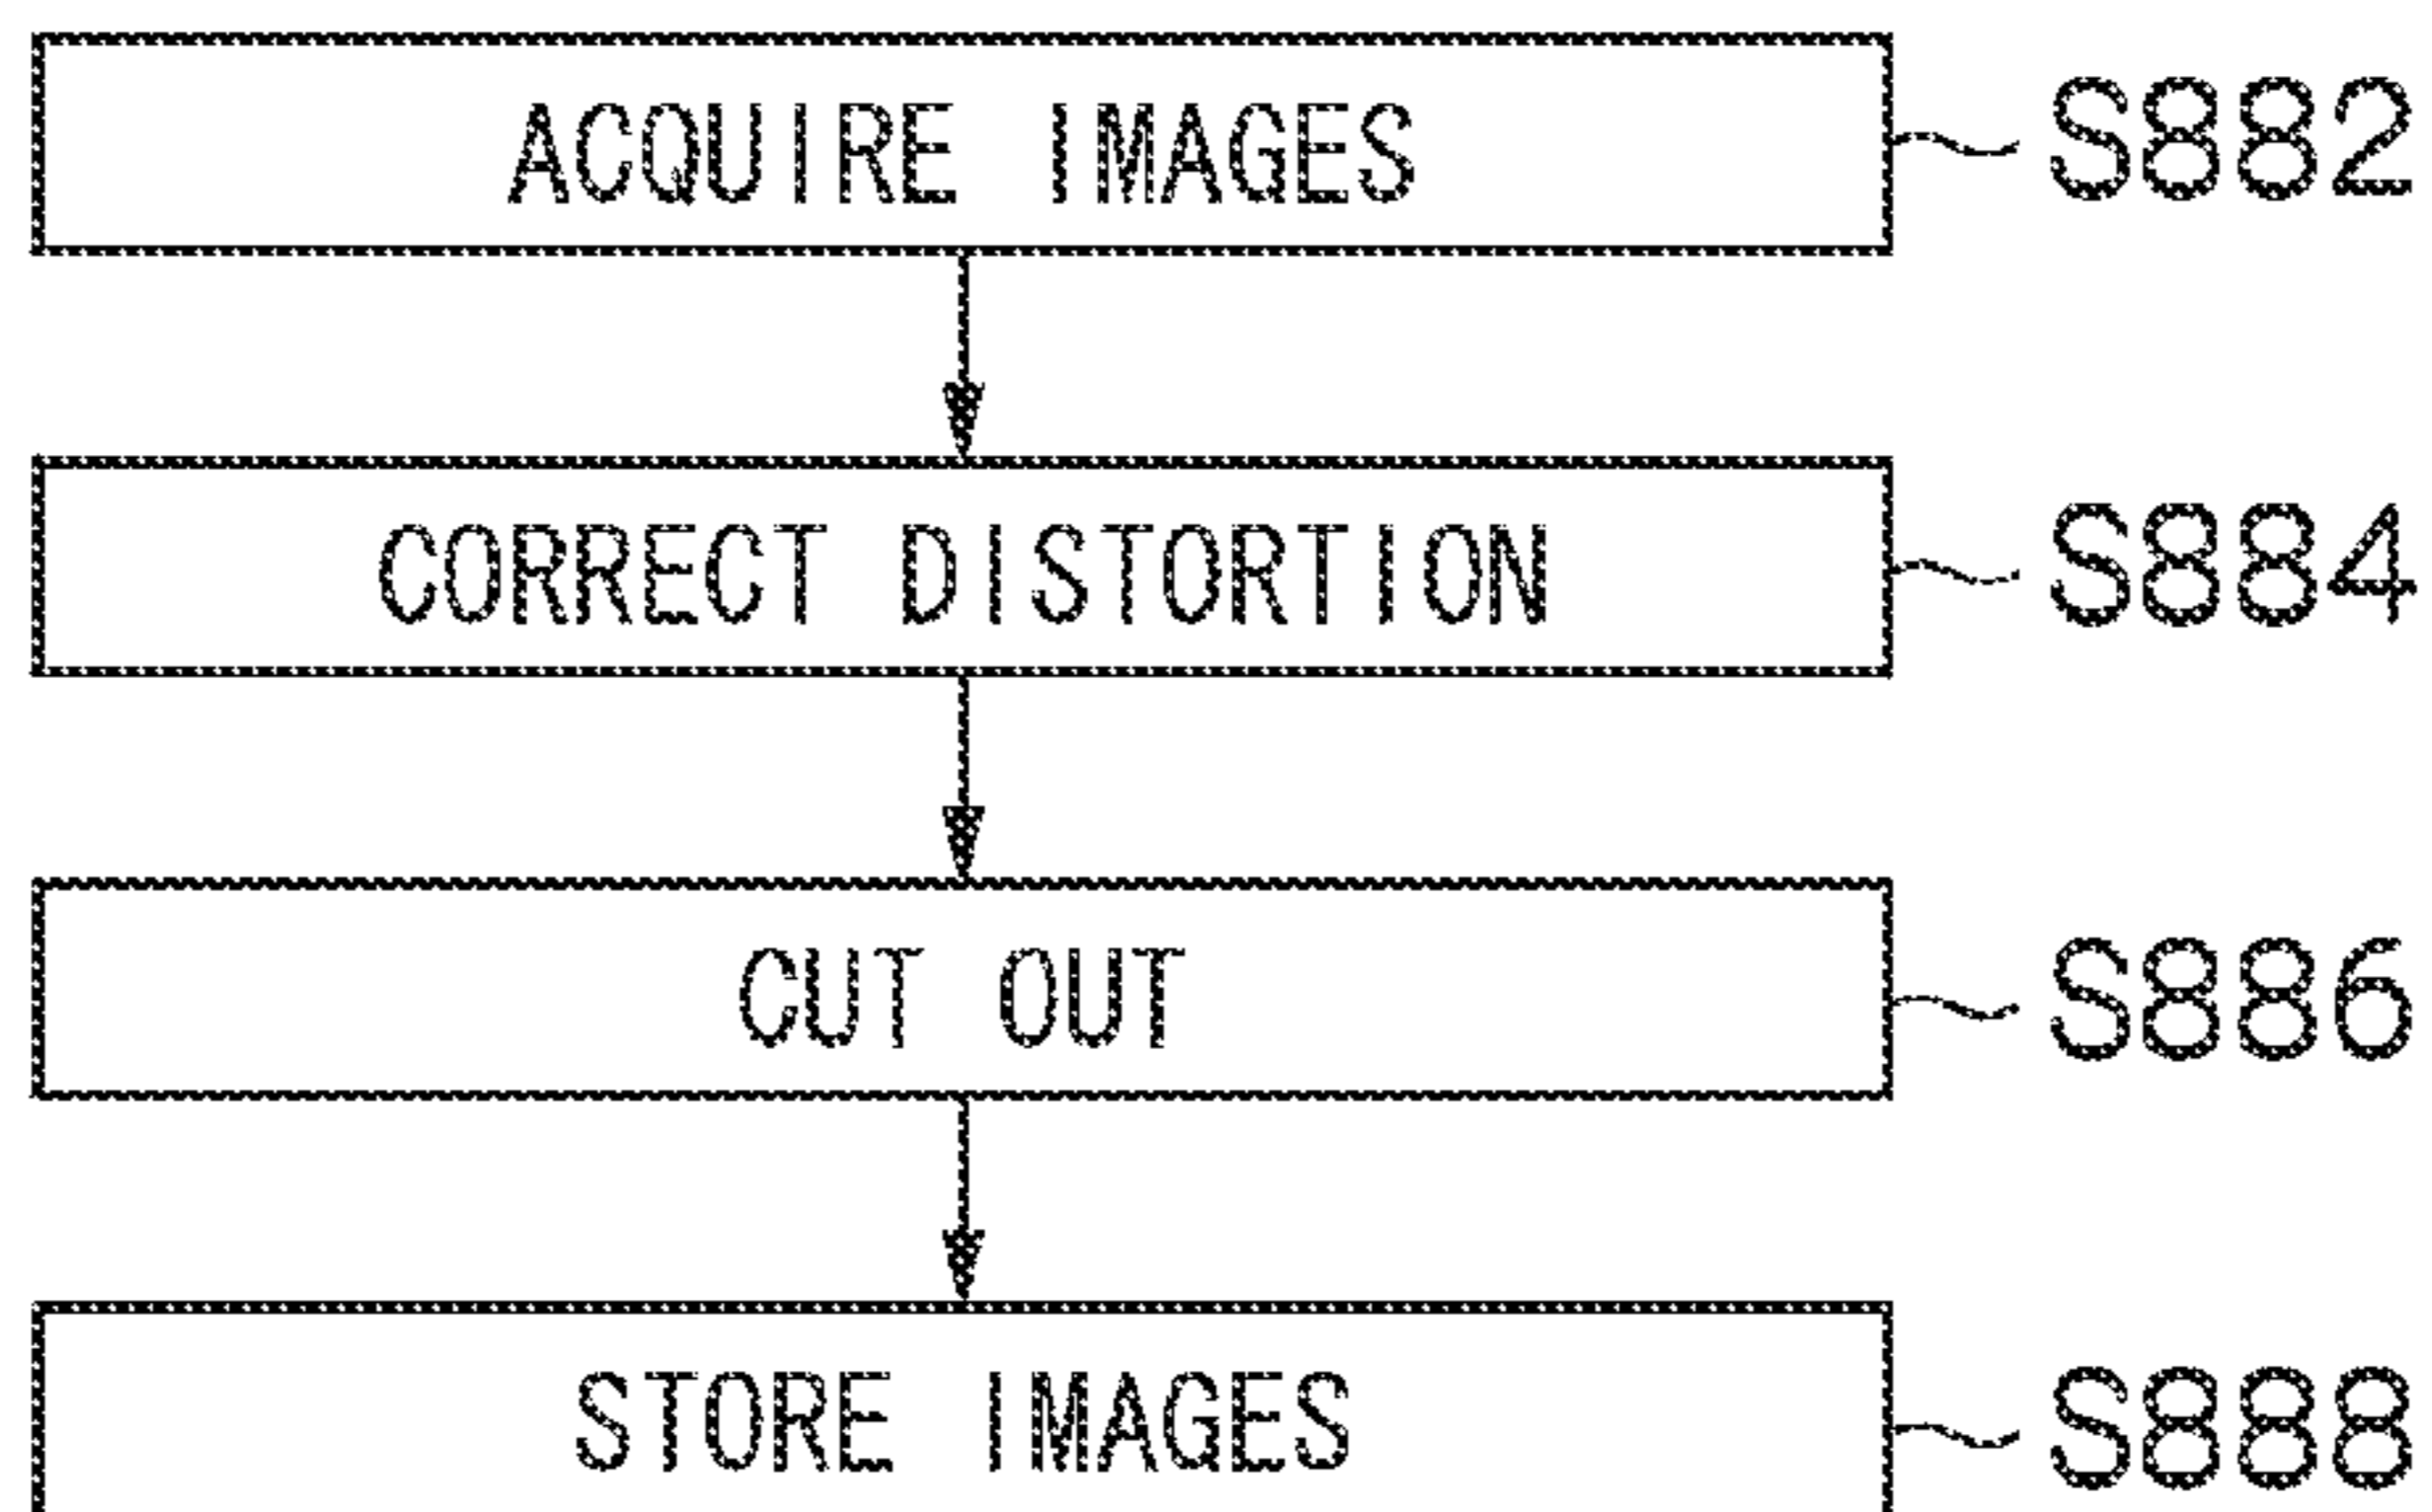 ACQUIRE IMAGES S882
CORRECT DISTORTION S884
CUT OUT S886
STORE IMAGES S888